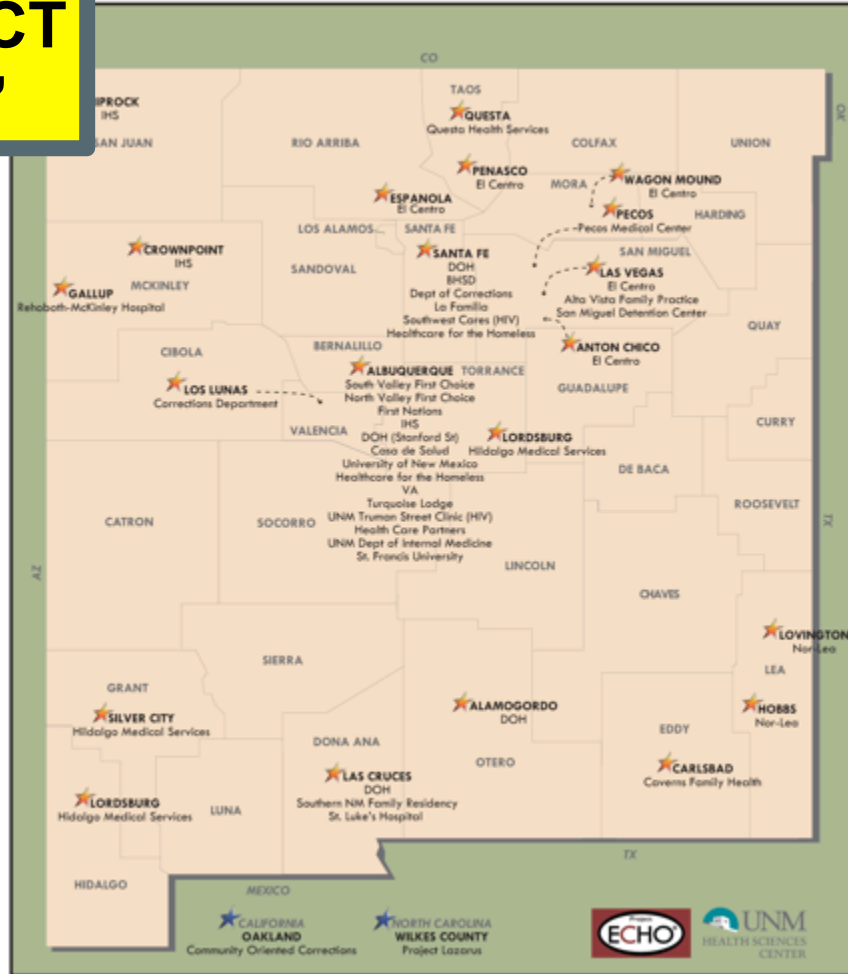 CT
CO
OK
IPROCK
IHS
SAN JUAN
RIO ARRIBA
TAOS
QUESTA
Questa Health Services
COLFAX
UNION
PENASCO
El Centro
MORA
WAGON MOUND
El Centro
ESPANOLA
El Centro
PECOS
Pecos Medical Center
HARDING
LOS ALAMOS
SANTA FE
CROWNPOINT
IHS
SANDOVAL
SANTA FE
DOH
BHSD
Dept of Corrections
La Familia
Southwest Cares (HIV)
Healthcare for the Homeless
SAN MIGUEL
LAS VEGAS
El Centro
Alta Vista Family Practice
San Miguel Detention Center
GALLUP
MCKINLEY
Rehoboth-McKinley Hospital
QUAY
CIBOLA
BERNALILLO
ANTON CHICO
El Centro
LOS LUNAS
Corrections Department
ALBUQUERQUE
TORRANCE
South Valley First Choice
North Valley First Choice
First Nations
IHS
DOH (Stanford St)
Casa de Salud
University of New Mexico
Healthcare for the Homeless
VA
Turquoise Lodge
UNM Truman Street Clinic (HIV)
Health Care Partners
UNM Dept of Internal Medicine
St. Francis University
GUADALUPE
VALENCIA
LORDSBURG
Hildalgo Medical Services
CURRY
DE BACA
ROOSEVELT
CATRON
SOCORRO
TX
LINCOLN
AZ
CHAVES
LOVINGTON
Nor-Lea
SIERRA
LEA
GRANT
SILVER CITY
Hildalgo Medical Services
ALAMOGORDO
DOH
HOBBS
Nor-Lea
EDDY
DONA ANA
OTERO
CARLSBAD
Caverns Family Health
LAS CRUCES
DOH
Southern NM Family Residency
St. Luke's Hospital
LORDSBURG
Hidalgo Medical Services
LUNA
TX
HIDALGO
MEXICO
CALIFORNIA
OAKLAND
Community Oriented Corrections
NORTH CAROLINA
WILKES COUNTY
Project Lazarus
Project
ECHO
UNM
HEALTH SCIENCES
CENTER